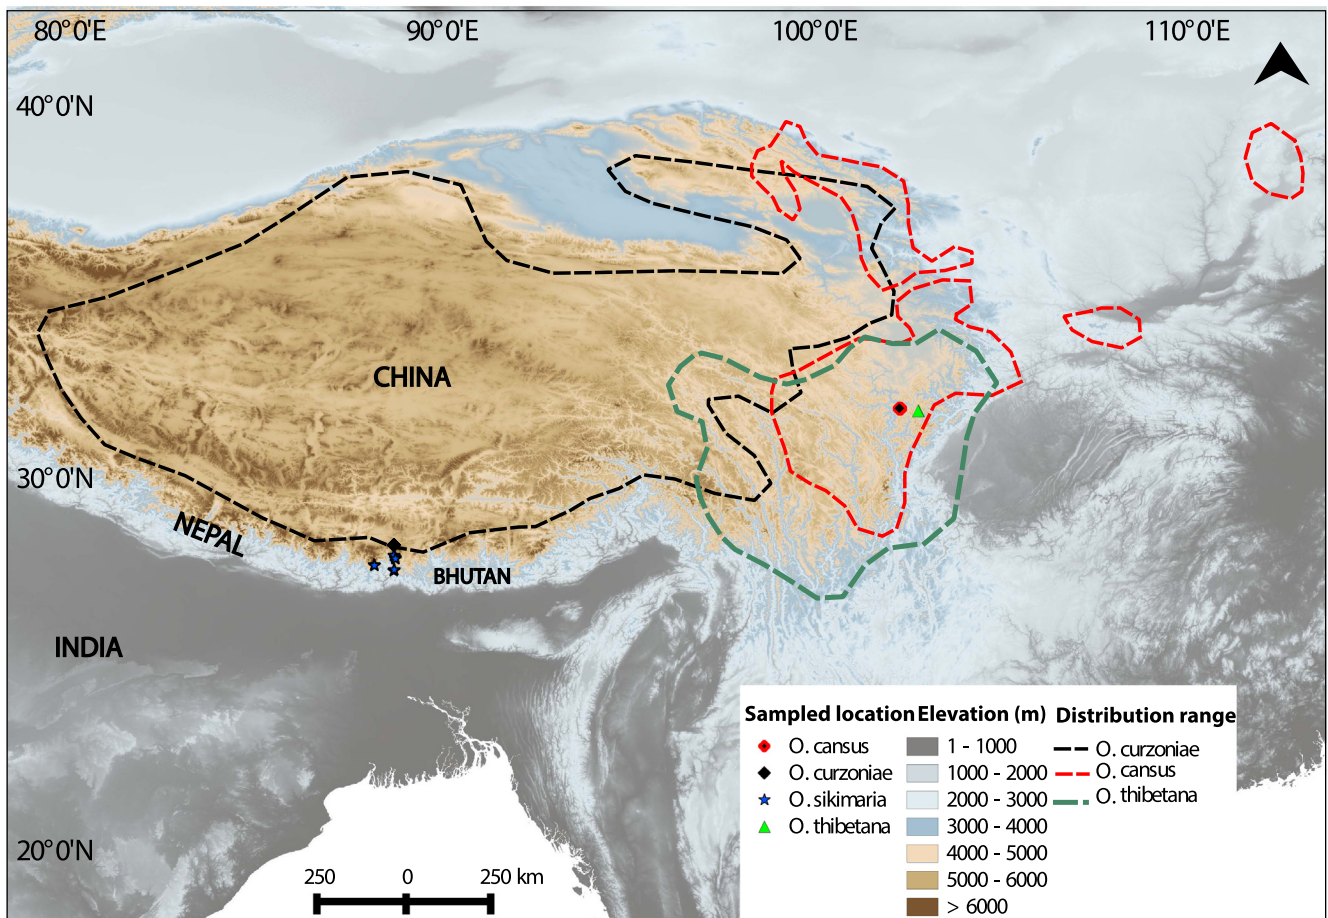 80°0'E 90°0'E 100°0'E 110°0'E
40°0'N
CHINA
30°0'N
NEPAL
BHUTAN
INDIA
20°0'N
250 0 250 km
Sampled location
O. cansus
O. curzoniae
O. sikimaria
O. thibetana
Elevation (m)
1 - 1000
1000 - 2000
2000 - 3000
3000 - 4000
4000 - 5000
5000 - 6000
> 6000
Distribution range
O. curzoniae
O. cansus
O. thibetana